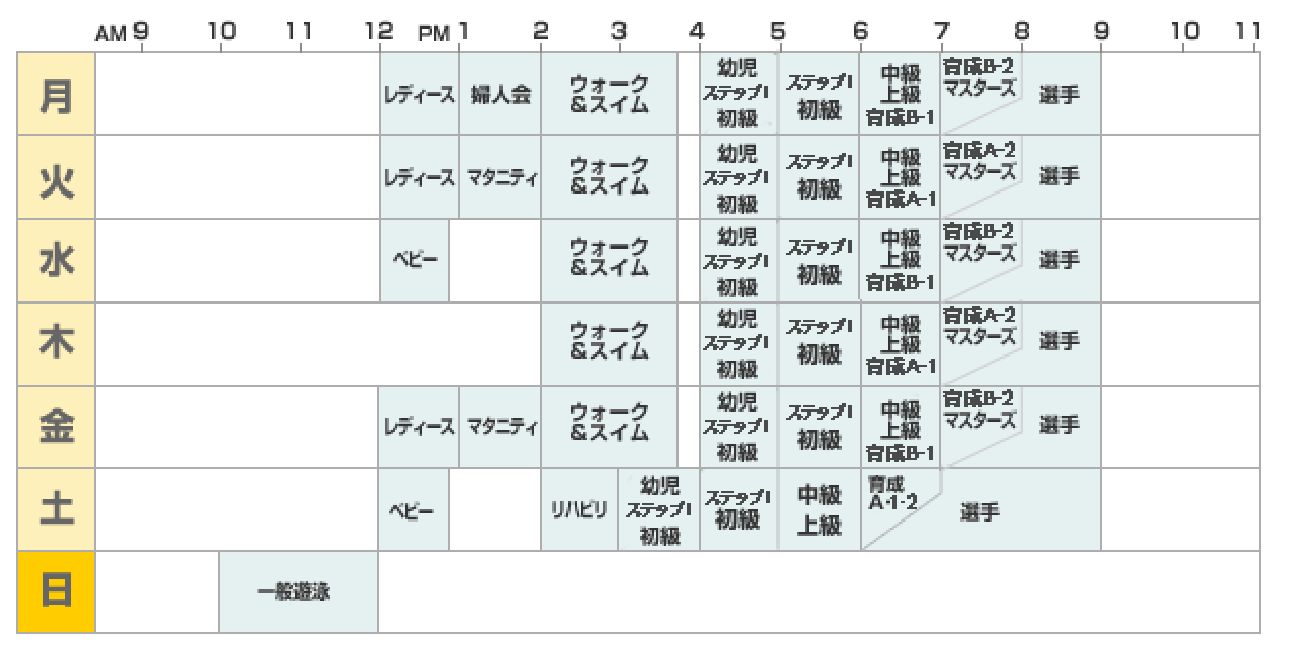 AM 9 10 11 12 PM 1 2 3 4 5 6 7 8 9 10 11
月
レディース
婦人会
ウォーク
&スイム
幼児
ステップ1
初級
ステップ1
初級
中級
上級
育成B-1
育成B-2
マスターズ
選手
火
レディース
マタニティ
ウォーク
&スイム
幼児
ステップ1
初級
ステップ1
初級
中級
上級
育成A-1
育成A-2
マスターズ
選手
水
ベビー
ウォーク
&スイム
幼児
ステップ1
初級
ステップ1
初級
中級
上級
育成B-1
育成B-2
マスターズ
選手
木
ウォーク
&スイム
幼児
ステップ1
初級
ステップ1
初級
中級
上級
育成A-1
育成A-2
マスターズ
選手
金
レディース
マタニティ
ウォーク
&スイム
幼児
ステップ1
初級
ステップ1
初級
中級
上級
育成B-1
育成B-2
マスターズ
選手
土
ベビー
リハビリ
幼児
ステップ1
初級
ステップ1
初級
中級
上級
育成
A-1-2
選手
日
一般遊泳